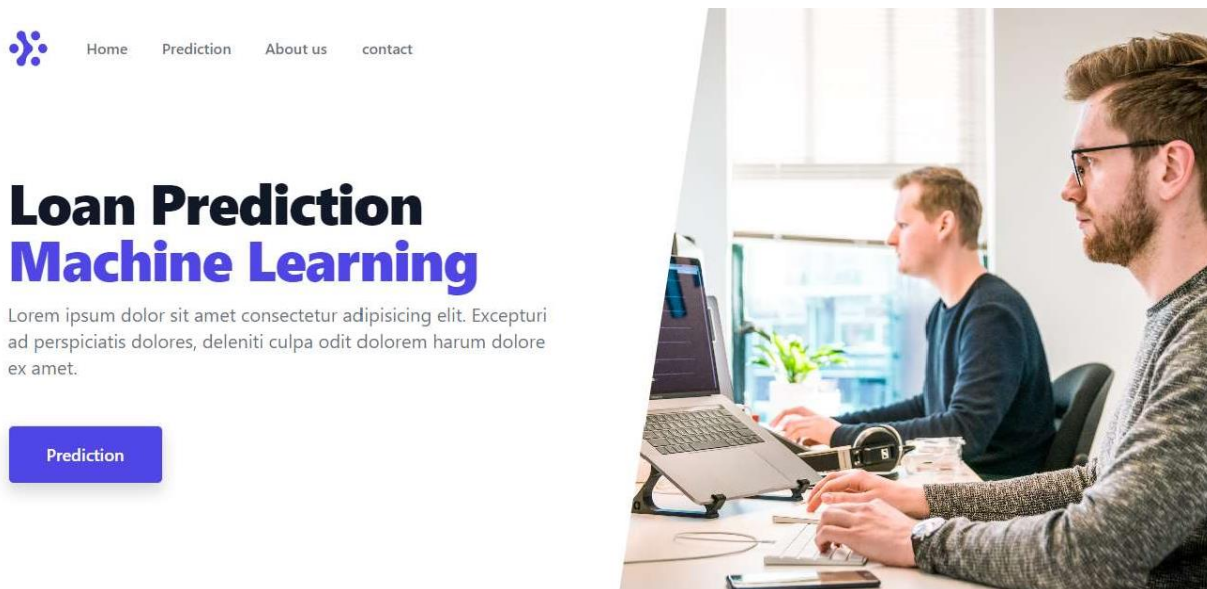 Home Prediction About us contact
Loan Prediction
Machine Learning
Lorem ipsum dolor sit amet consectetur adipisicing elit. Excepturi
ad perspiciatis dolores, deleniti culpa odit dolorem harum dolore
ex amet.
Prediction